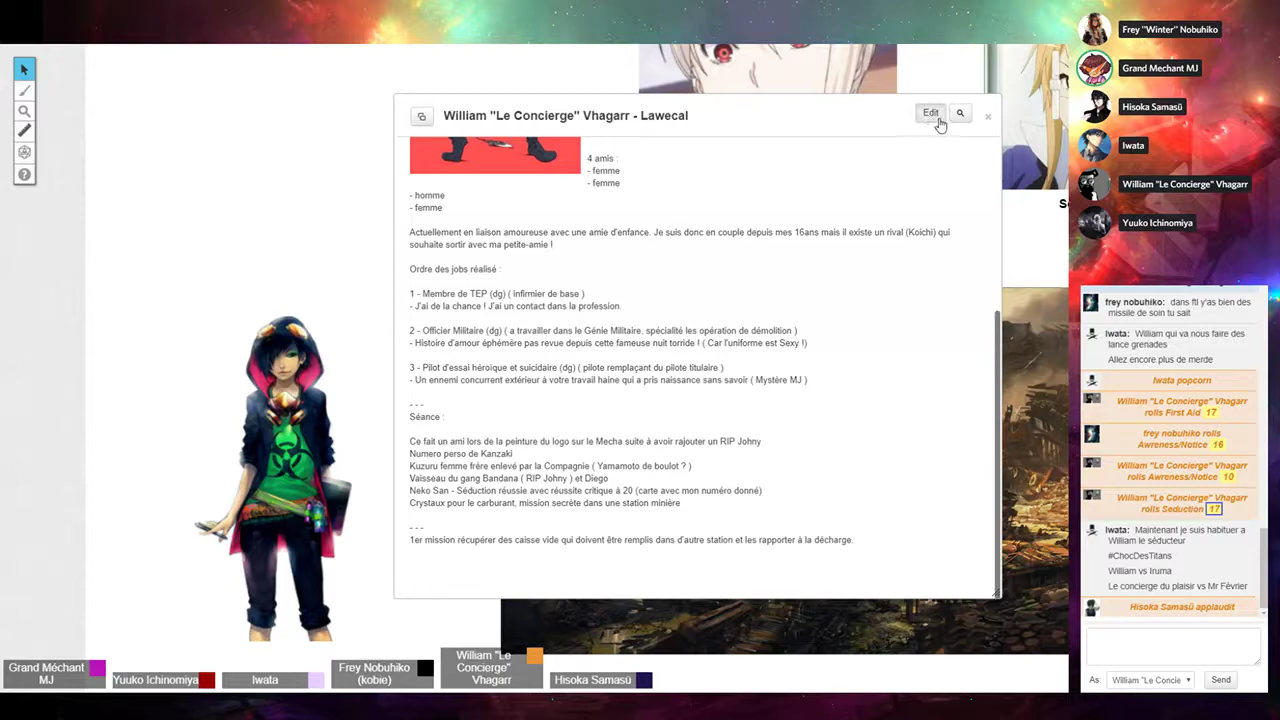 William "Le Concierge" Vhagarr - Lawecal
Edit
4 amis :
- femme
- femme
- homme
- femme
Actuellement en liaison amoureuse avec une amie d'enfance. Je suis donc en couple depuis mes 16ans mais il existe un rival (Koichi) qui
souhaite sortir avec ma petite-amie !
Ordre des jobs réalisé :
1 - Membre de TEP (dg) ( infirmier de base )
- J'ai de la chance ! J'ai un contact dans la profession.
2 - Officier Militaire (dg) ( a travailler dans le Génie Militaire, spécialité les opération de démolition )
- Histoire d'amour éphémère pas revue depuis cette fameuse nuit torride ! ( Car l'uniforme est Sexy !)
3 - Pilot d'essai héroïque et suicidaire (dg) ( pilote remplaçant du pilote titulaire )
- Un ennemi concurrent extérieur à votre travail haine qui a pris naissance sans savoir ( Mystère MJ )
- - -
Séance :
Ce fait un ami lors de la peinture du logo sur le Mecha suite à avoir rajouter un RIP Johny
Numero perso de Kanzaki
Kuzuru femme frère enlevé par la Compagnie ( Yamamoto de boulot ? )
Vaisseau du gang Bandana ( RIP Johny ) et Diego
Neko San - Séduction réussie avec réussite critique à 20 (carte avec mon numéro donné)
Crystaux pour le carburant, mission secrète dans une station minière
- - -
1er mission récupérer des caisse vide qui doivent être remplis dans d'autre station et les rapporter à la décharge.
Frey "Winter" Nobuhiko
Grand Mechant MJ
Hisoka Samasü
Iwata
William "Le Concierge" Vhagarr
Yuuko Ichinomiya
frey nobuhiko: dans ftl y'as bien des
missile de soin tu sait
Iwata: William qui va nous faire des
lance grenades
Allez encore plus de merde
Iwata popcorn
William "Le Concierge" Vhagarr
rolls First Aid 17
frey nobuhiko rolls
Awreness/Notice 16
William "Le Concierge" Vhagarr
rolls Awreness/Notice 10
William "Le Concierge" Vhagarr
rolls Seduction 17
Iwata: Maintenant je suis habituer a
William le séducteur
#ChocDesTitans
William vs Iruma
Le concierge du plaisir vs Mr Février
Hisoka Samasü applaudit
As: William "Le Concie
Send
Grand Méchant
MJ
Yuuko Ichinomiya
Iwata
Frey Nobuhiko
(kobie)
William "Le
Concierge"
Vhagarr
Hisoka Samasü